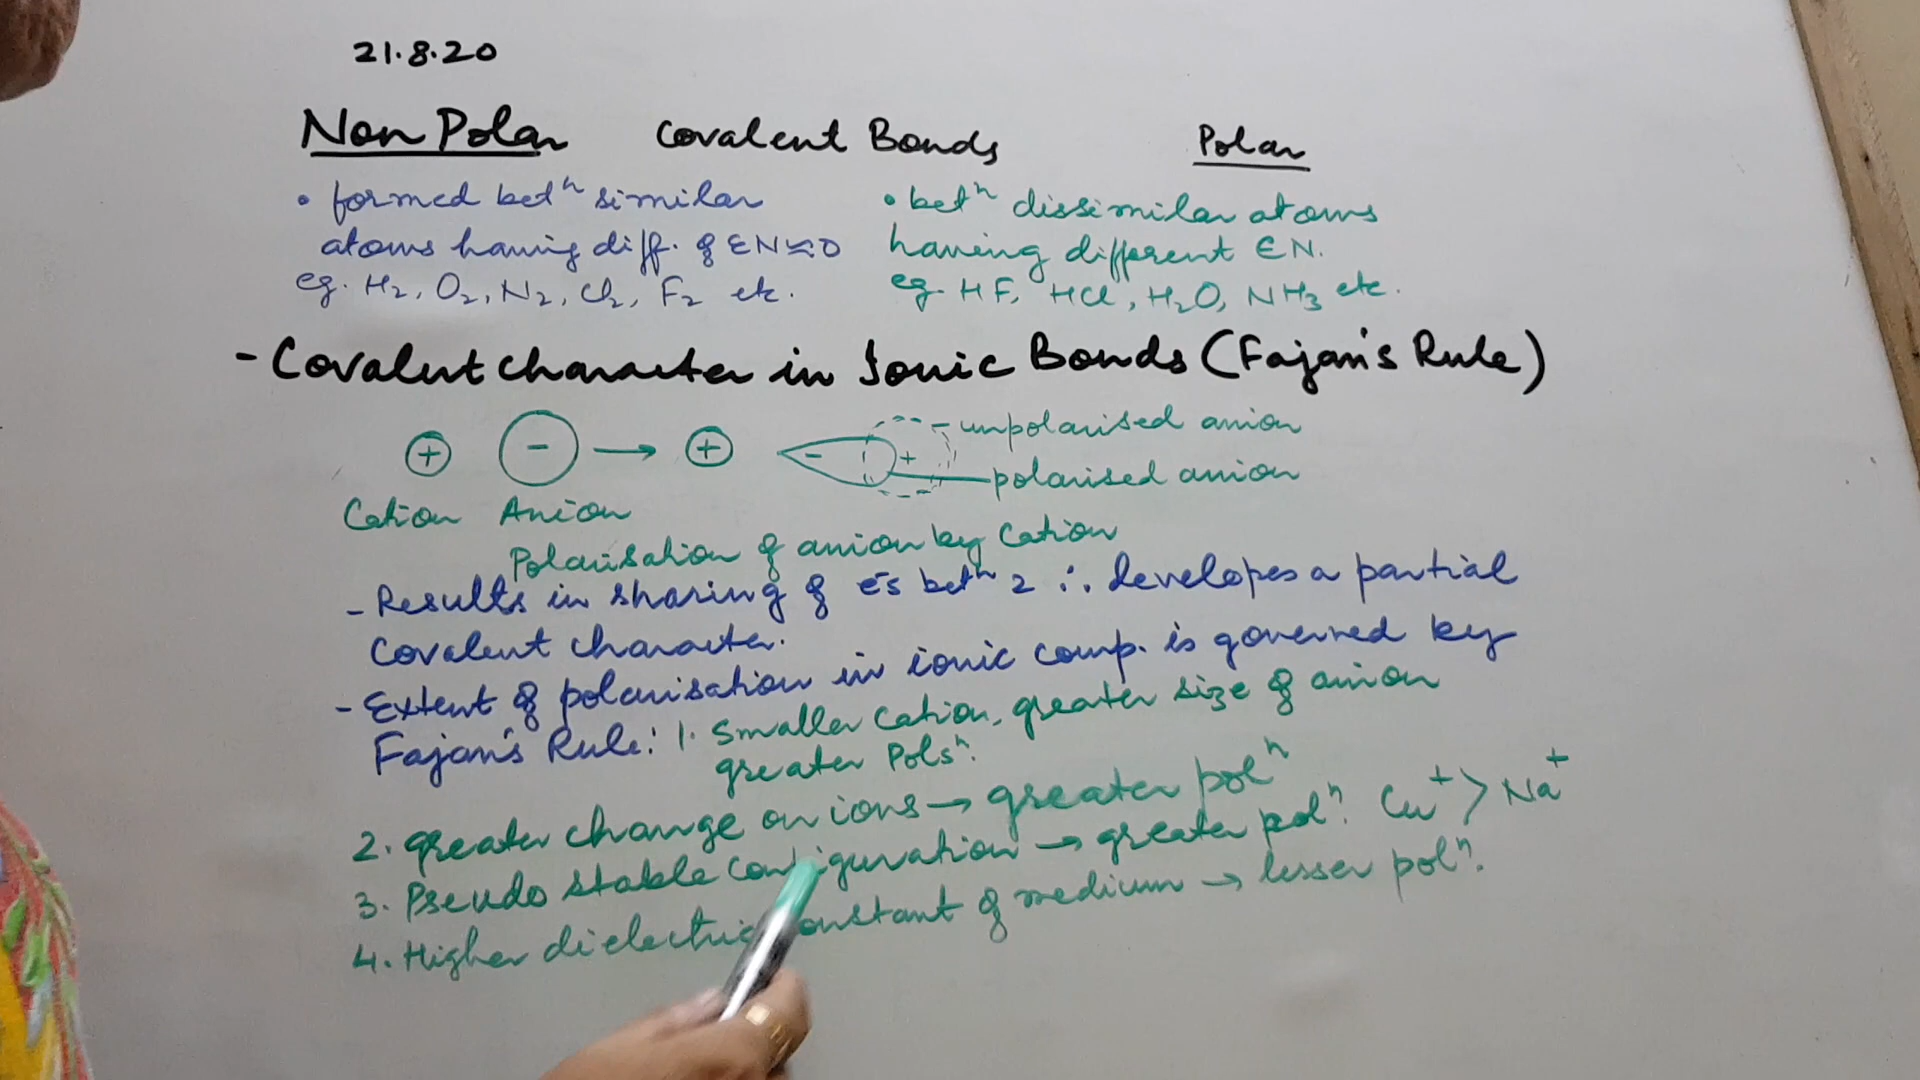 21.8.20
Non Polar Covalent Bonds Polar
• formed betⁿ similar
atoms having diff. of EN ≈ 0
eg. H₂, O₂, N₂, Cl₂, F₂ etc.
• betⁿ dissimilar atoms
having different EN.
eg. HF, HCl, H₂O, NH₃ etc.
- Covalent character in Ionic Bonds (Fajan's Rule)
+ - → + - + - unpolarised anion
polarised anion
Cation Anion
Polarisation of anion by Cation
- Results in sharing of e⁻s betⁿ 2 ∴ developes a partial
covalent character.
- Extent of polarisation in ionic comp. is governed by
Fajan's Rule: 1. Smaller cation, greater size of anion
greater Polsⁿ.
2. greater change on ions → greater polⁿ
3. Pseudo stable configuration → greater polⁿ. Cu⁺ > Na⁺
4. Higher dielectric constant of medium → lesser polⁿ.